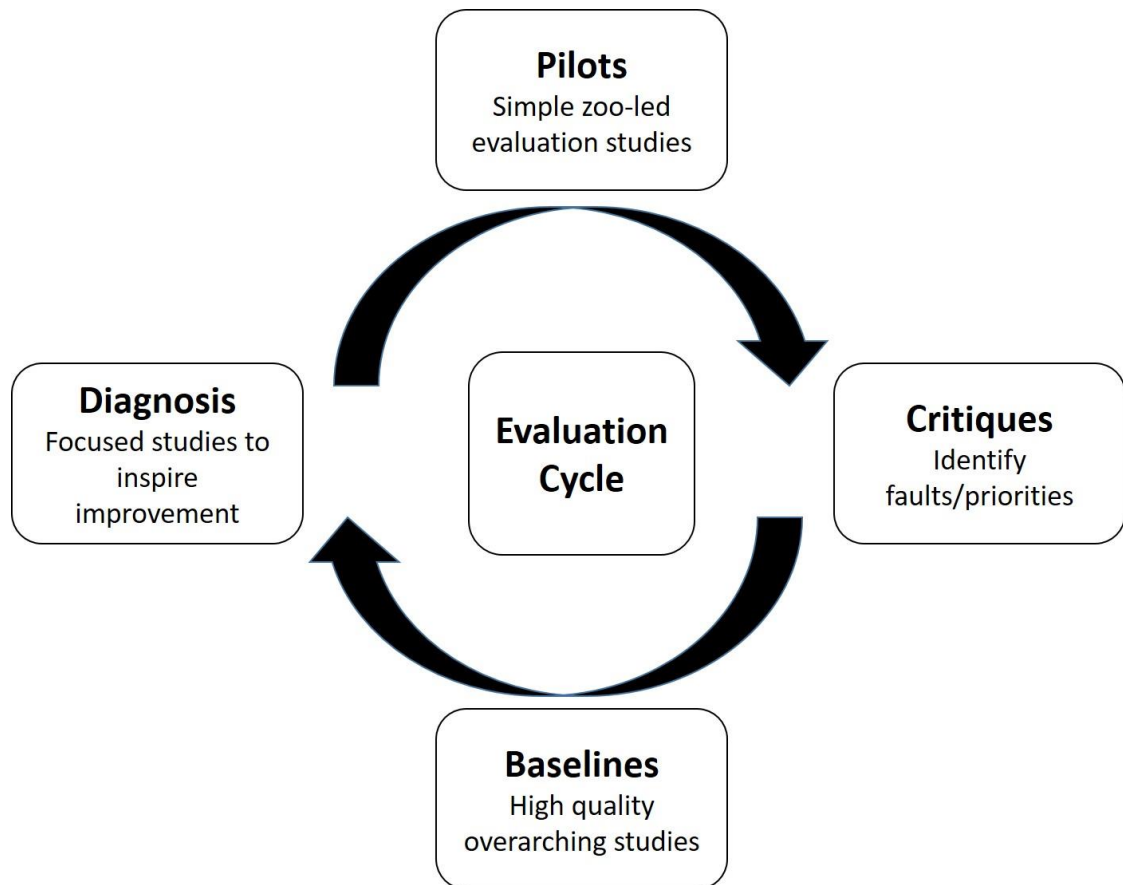 Pilots
Simple zoo-led
evaluation studies
Diagnosis
Focused studies to
inspire
improvement
Evaluation
Cycle
Critiques
Identify
faults/priorities
Baselines
High quality
overarching studies